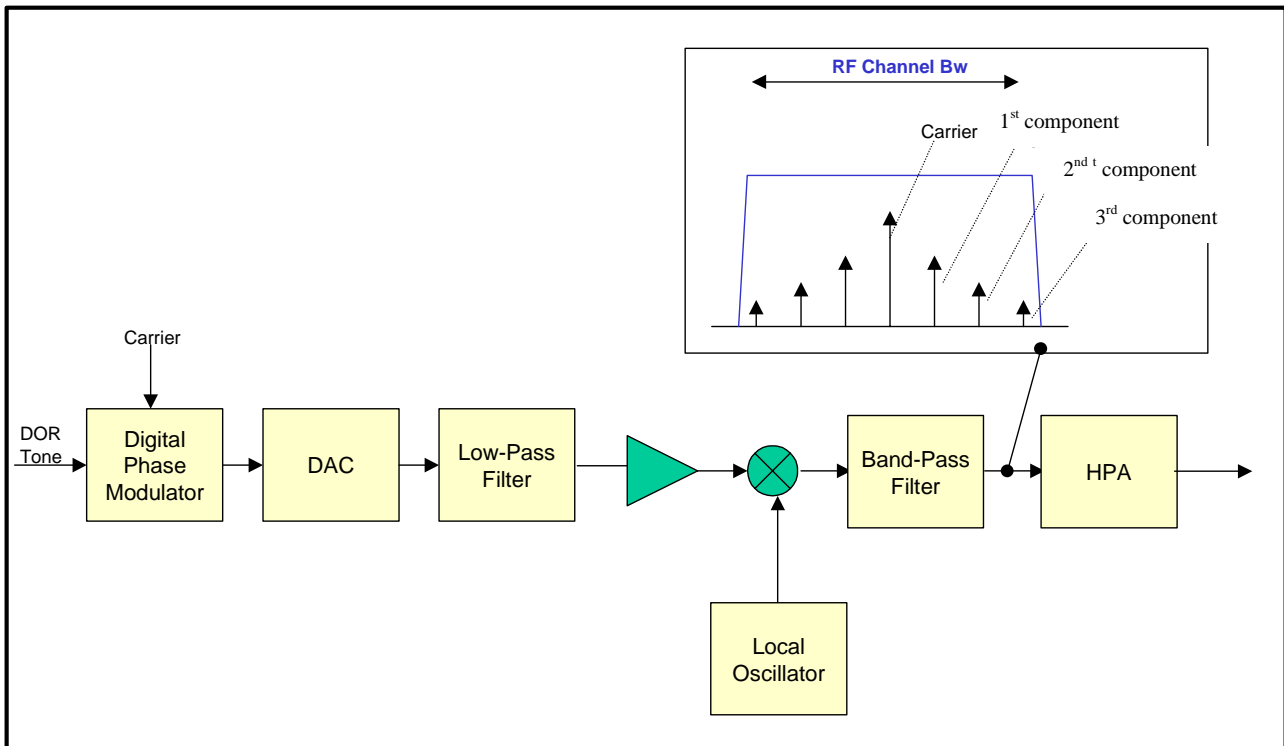 RF Channel Bw
Carrier
1st component
2nd t component
3rd component
Carrier
DOR
Tone
Digital
Phase
Modulator
DAC
Low-Pass
Filter
Band-Pass
Filter
HPA
Local
Oscillator